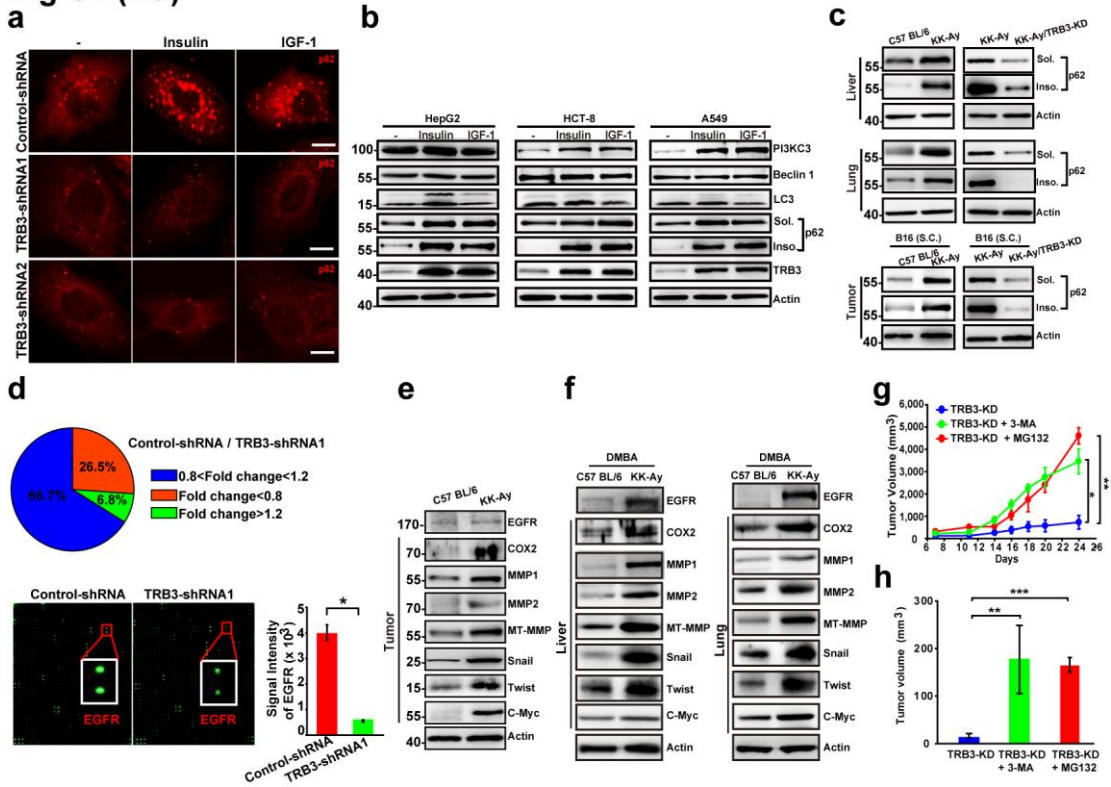 a
- Insulin IGF-1
Control-shRNA
TRB3-shRNA1
TRB3-shRNA2
p62
p62
p62
b
HepG2 HCT-8 A549
- Insulin IGF-1 - Insulin IGF-1 - Insulin IGF-1
100 PI3KC3
55 Beclin 1
15 LC3
55 Sol.
p62
55 Inso.
40 TRB3
40 Actin
c
C57 BL/6 KK-Ay KK-Ay KK-Ay/TRB3-KD
Liver
55 Sol.
p62
55 Inso.
40 Actin
Lung
55 Sol.
p62
55 Inso.
40 Actin
B16 (S.C.) B16 (S.C.)
C57 BL/6 KK-Ay KK-Ay KK-Ay/TRB3-KD
Tumor
55 Sol.
p62
55 Inso.
40 Actin
d
Control-shRNA / TRB3-shRNA1
66.7%
26.5%
6.8%
0.8<Fold change<1.2
Fold change<0.8
Fold change>1.2
Control-shRNA TRB3-shRNA1
EGFR EGFR
Signal Intensity
of EGFR (x 10³)
5
4
3
2
1
0
*
Control-shRNA
TRB3-shRNA1
e
C57 BL/6 KK-Ay
Tumor
170 EGFR
70 COX2
55 MMP1
70 MMP2
55 MT-MMP
25 Snail
15 Twist
55 C-Myc
40 Actin
f
DMBA
C57 BL/6 KK-Ay
Liver
EGFR
COX2
MMP1
MMP2
MT-MMP
Snail
Twist
C-Myc
Actin
DMBA
C57 BL/6 KK-Ay
Lung
EGFR
COX2
MMP1
MMP2
MT-MMP
Snail
Twist
C-Myc
Actin
g
Tumor Volume (mm3)
6,000
5,000
4,000
3,000
2,000
1,000
0
TRB3-KD
TRB3-KD + 3-MA
TRB3-KD + MG132
*
**
6 8 10 12 14 16 18 20 22 24 26
Days
h
Tumor volume (mm³)
300
200
100
0
***
**
TRB3-KD TRB3-KD TRB3-KD
+ 3-MA + MG132